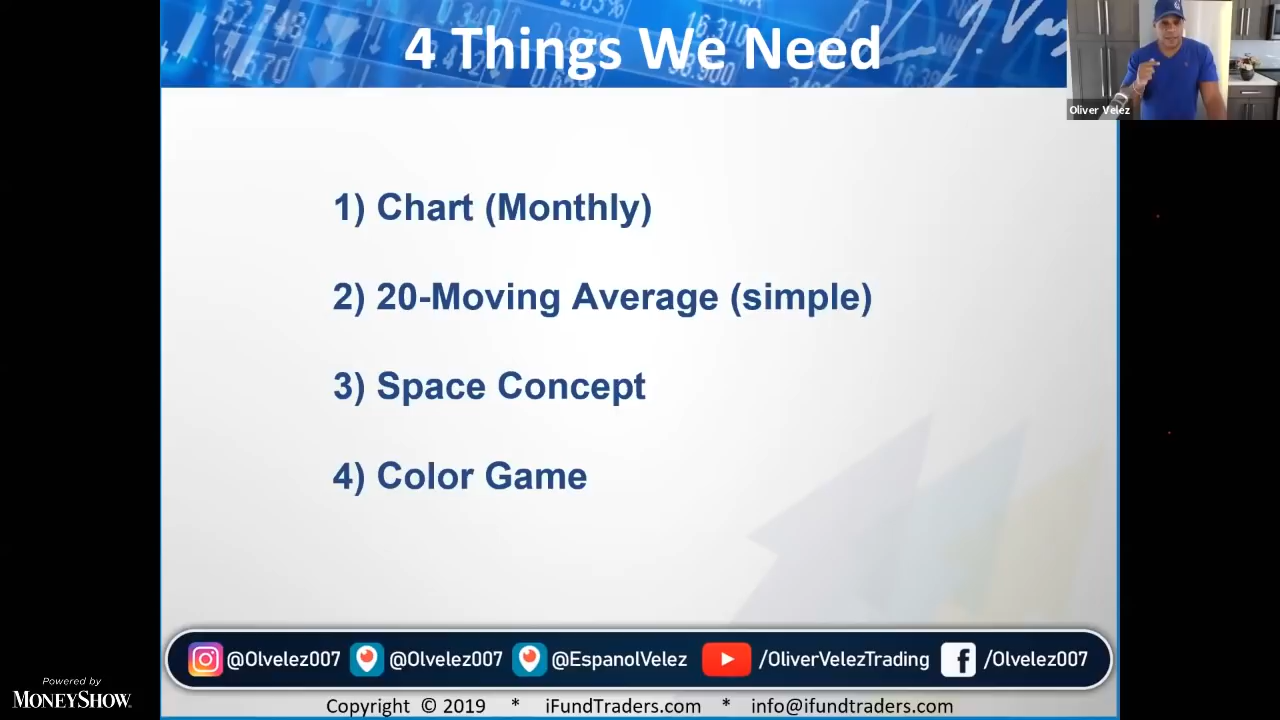 4 Things We Need
Oliver Velez
1) Chart (Monthly)
2) 20-Moving Average (simple)
3) Space Concept
4) Color Game
@Olvelez007 @Olvelez007 @EspanolVelez /OliverVelezTrading /Olvelez007
Powered by
MONEYSHOW
Copyright © 2019 * iFundTraders.com * info@ifundtraders.com